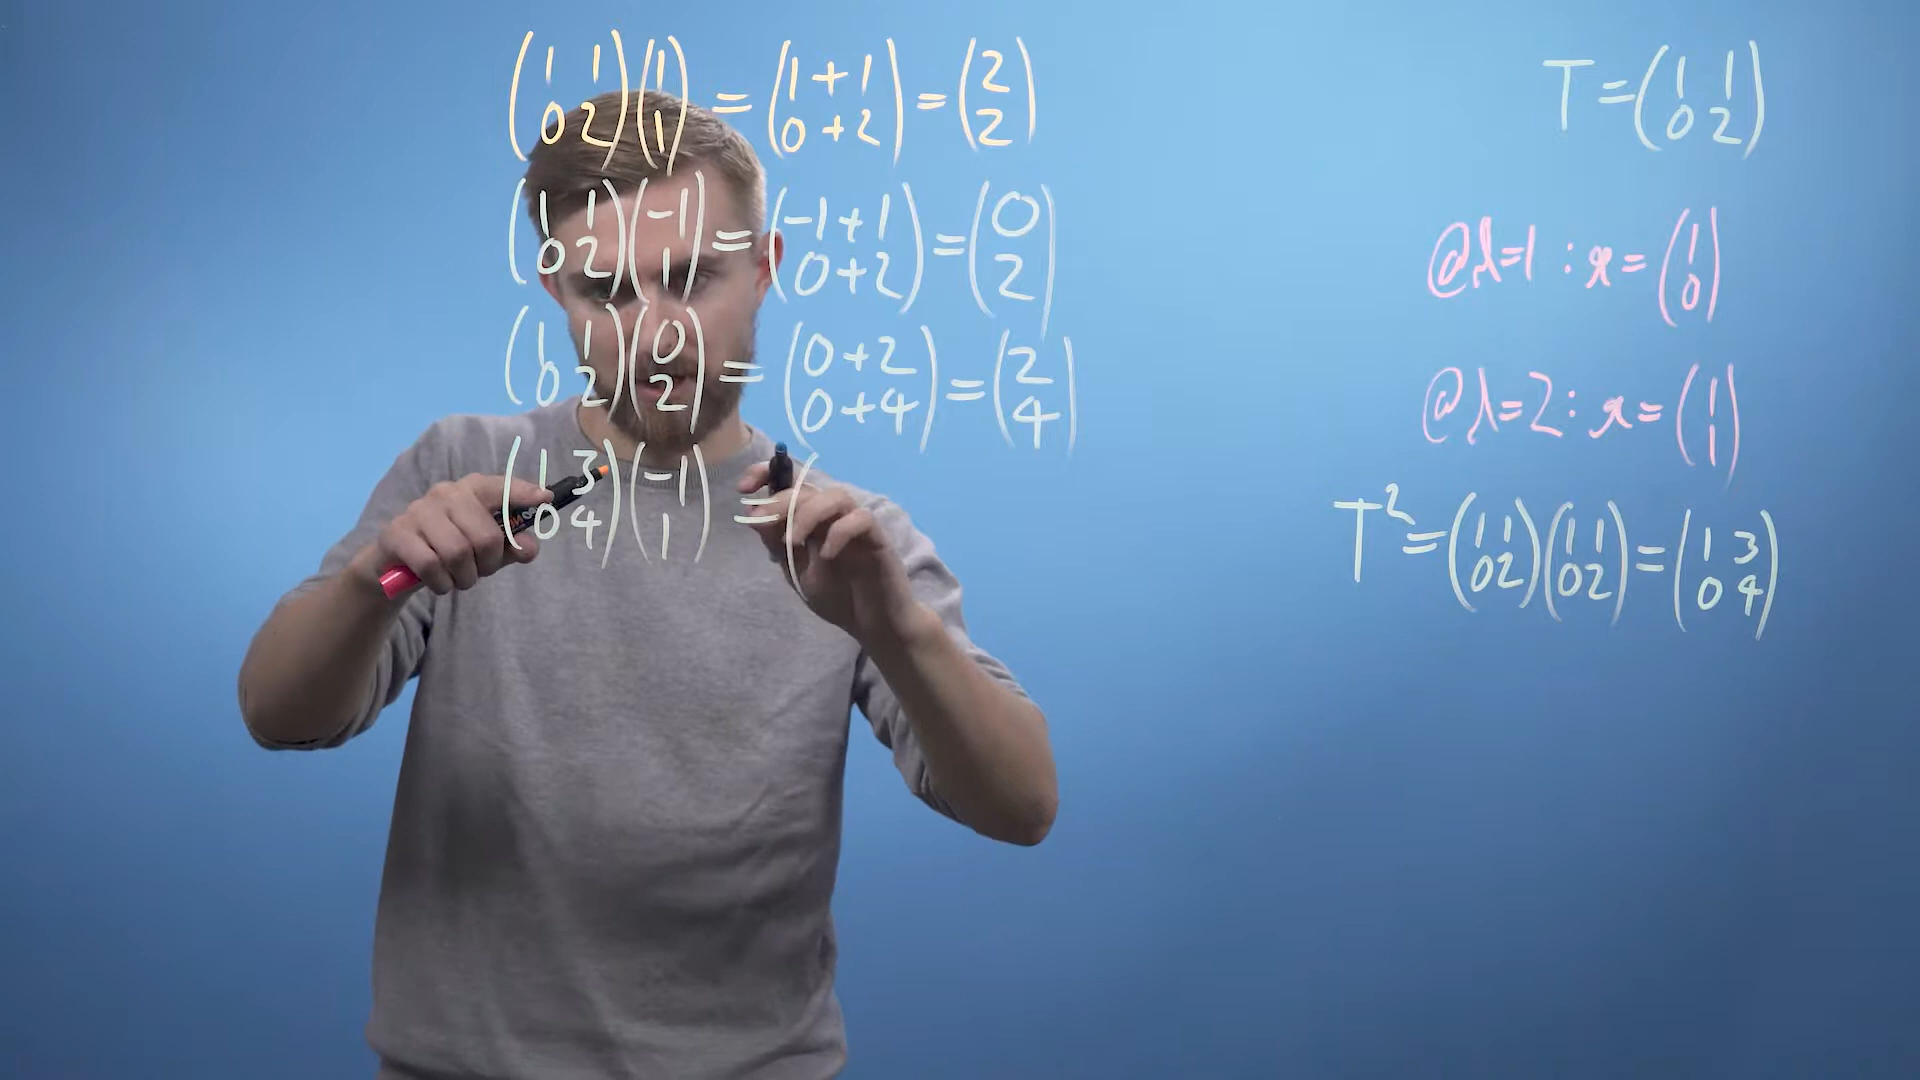 (1 1
0 2)(1
1) = (1 + 1
0 + 2) = (2
2)
(1 1
0 2)(-1
1) = (-1 + 1
0 + 2) = (0
2)
(1 1
0 2)(0
2) = (0 + 2
0 + 4) = (2
4)
(1 3
0 4)(-1
1) = (
T = (1 1
0 2)
@ λ=1 : x = (1
0)
@ λ=2 : x = (1
1)
T² = (1 1
0 2)(1 1
0 2) = (1 3
0 4)